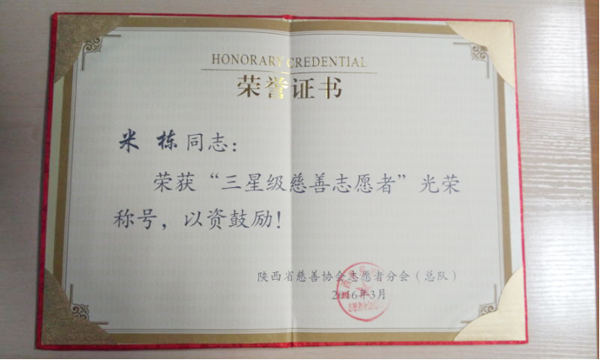 HONORARY CREDENTIAL
荣誉证书
米 栋同志：
荣获“三星级慈善志愿者”光荣
称号，以资鼓励！
陕西省慈善协会志愿者分会（总队）
2016年3月